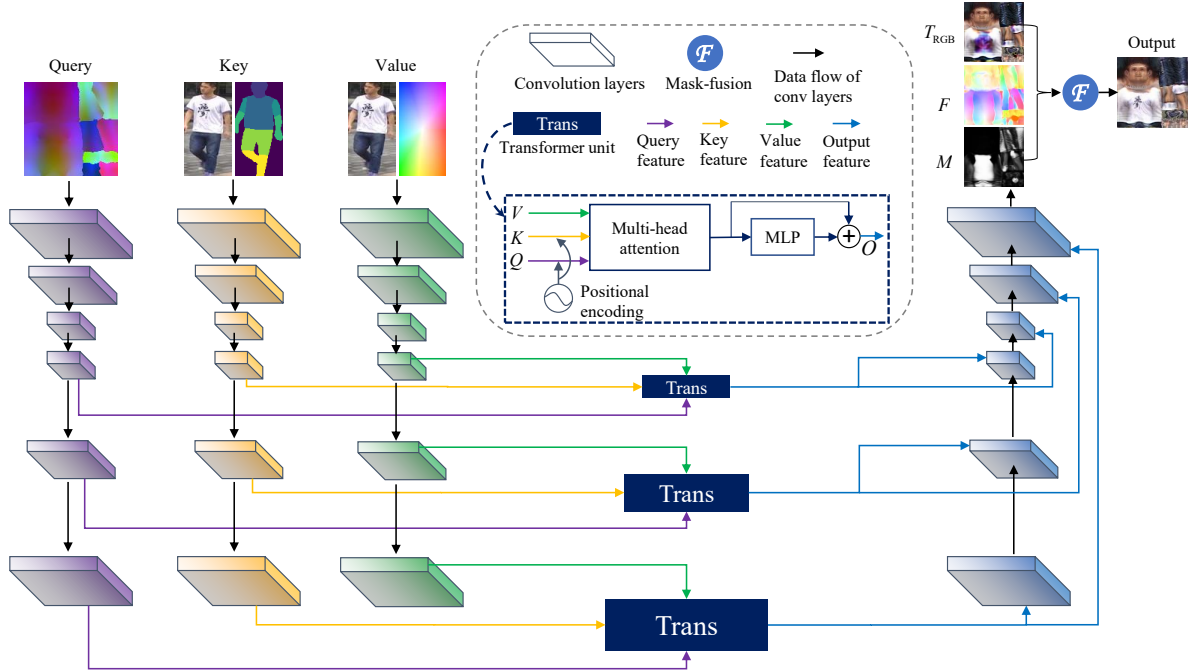 Query
Key
Value
ℱ
Convolution layers
Mask-fusion
Data flow of
conv layers
Trans
Transformer unit
Query
feature
Key
feature
Value
feature
Output
feature
V
K
Q
Multi-head
attention
MLP
O
Positional
encoding
T_RGB
F
M
ℱ
Output
Trans
Trans
Trans